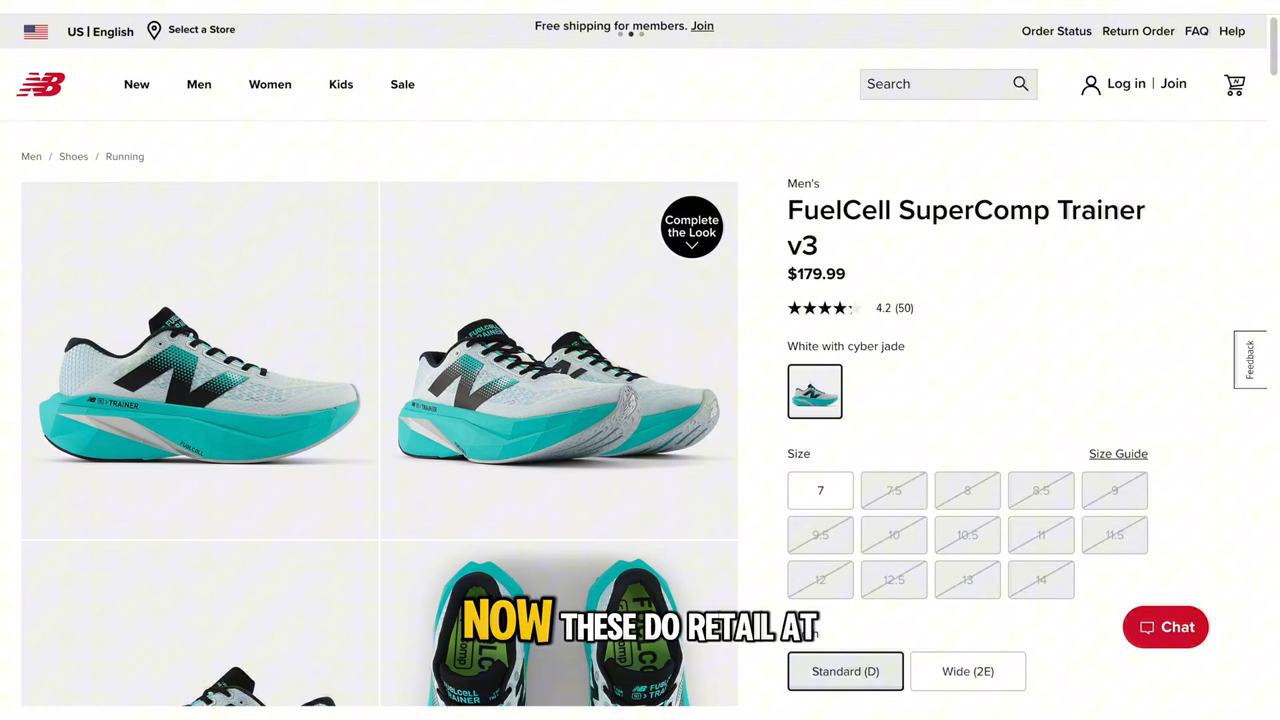 US | English
Select a Store
Free shipping for members. Join
Order Status
Return Order
FAQ
Help
NB
New
Men
Women
Kids
Sale
Search
Log in | Join
Men / Shoes / Running
Complete
the Look
Men's
FuelCell SuperComp Trainer
v3
$179.99
4.2 (50)
White with cyber jade
Size
Size Guide
7
7.5
8
8.5
9
9.5
10
10.5
11
11.5
12
12.5
13
14
Standard (D)
Wide (2E)
Feedback
Chat
NOW THESE DO RETAIL AT